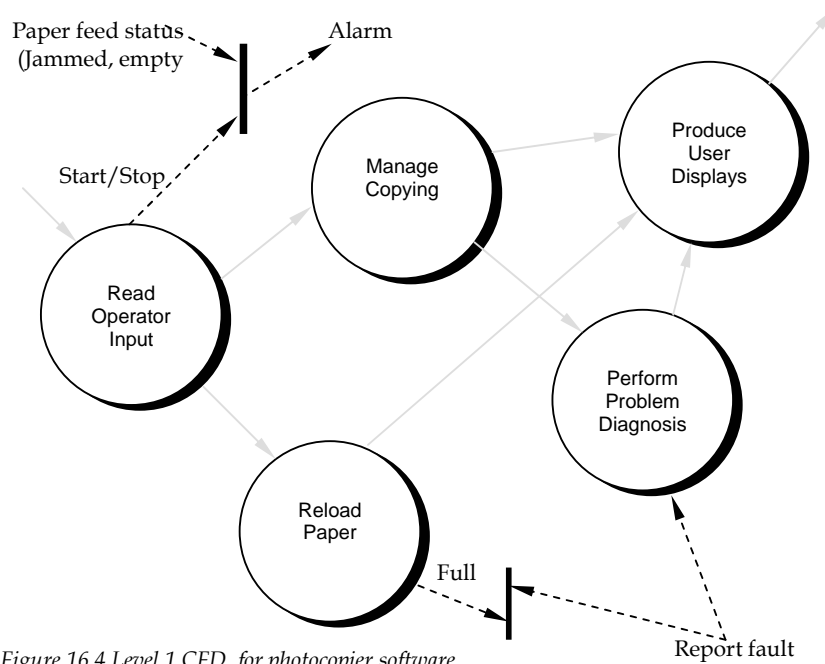 Paper feed status
(Jammed, empty
Alarm
Start/Stop
Manage
Copying
Produce
User
Displays
Read
Operator
Input
Perform
Problem
Diagnosis
Reload
Paper
Full
Report fault
Figure 16.4 Level 1 CFD for photocopier software